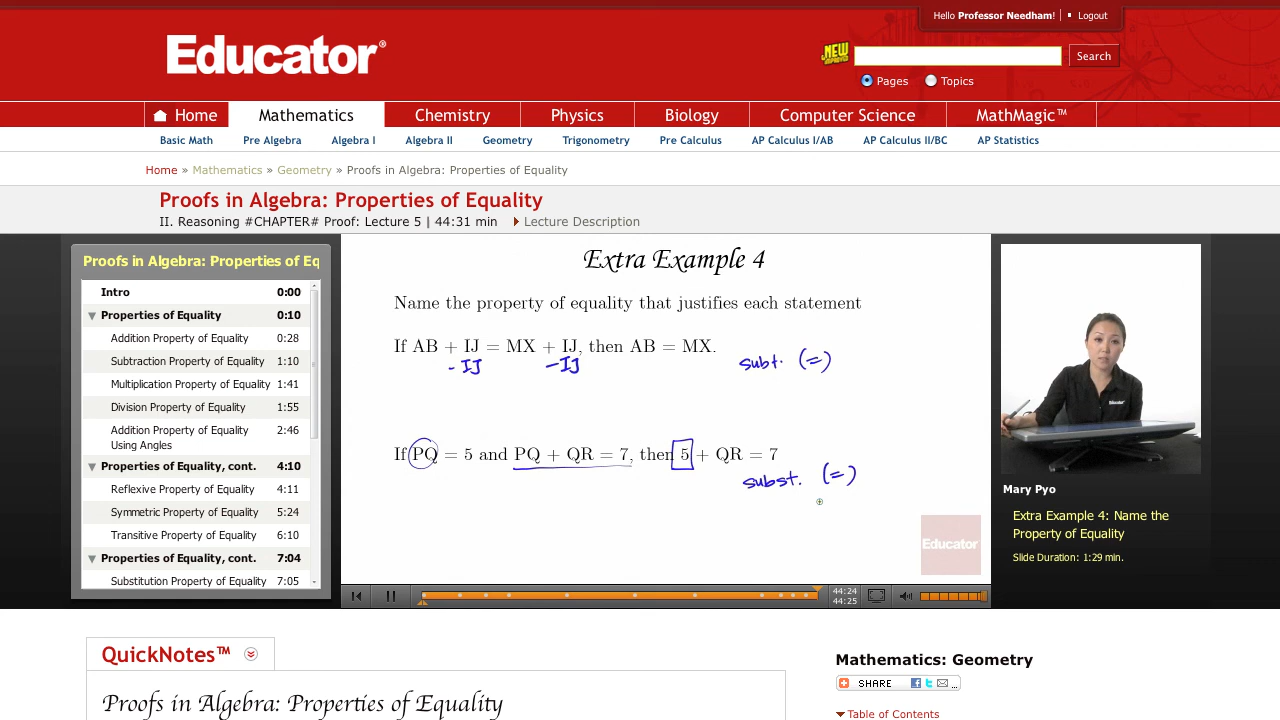 Hello Professor Needham! Logout
Educator®
NEW
Search
Pages Topics
Home Mathematics Chemistry Physics Biology Computer Science MathMagic™
Basic Math Pre Algebra Algebra I Algebra II Geometry Trigonometry Pre Calculus AP Calculus I/AB AP Calculus II/BC AP Statistics
Home » Mathematics » Geometry » Proofs in Algebra: Properties of Equality
Proofs in Algebra: Properties of Equality
II. Reasoning #CHAPTER# Proof: Lecture 5 | 44:31 min Lecture Description
Proofs in Algebra: Properties of Eq
Intro 0:00
Properties of Equality 0:10
Addition Property of Equality 0:28
Subtraction Property of Equality 1:10
Multiplication Property of Equality 1:41
Division Property of Equality 1:55
Addition Property of Equality 2:46
Using Angles
Properties of Equality, cont. 4:10
Reflexive Property of Equality 4:11
Symmetric Property of Equality 5:24
Transitive Property of Equality 6:10
Properties of Equality, cont. 7:04
Substitution Property of Equality 7:05
Extra Example 4
Name the property of equality that justifies each statement
If AB + IJ = MX + IJ, then AB = MX.
- IJ - IJ subt. (=)
If PQ = 5 and PQ + QR = 7, then 5 + QR = 7
subst. (=)
Educator
44:24
44:25
Educator
Mary Pyo
Extra Example 4: Name the
Property of Equality
Slide Duration: 1:29 min.
QuickNotes™
Proofs in Algebra: Properties of Equality
Mathematics: Geometry
SHARE ...
Table of Contents